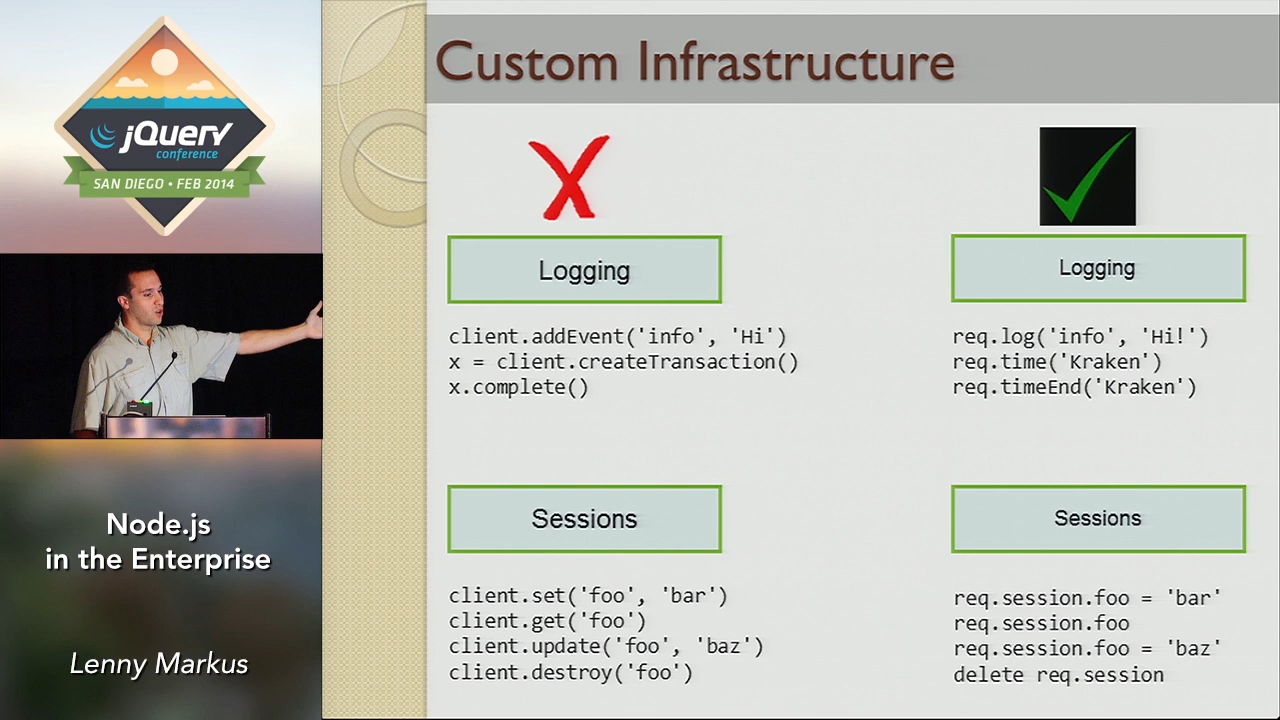 jQuery
conference
SAN DIEGO • FEB 2014
Node.js
in the Enterprise
Lenny Markus
Custom Infrastructure
X
Logging
client.addEvent('info', 'Hi')
x = client.createTransaction()
x.complete()
Sessions
client.set('foo', 'bar')
client.get('foo')
client.update('foo', 'baz')
client.destroy('foo')
Logging
req.log('info', 'Hi!')
req.time('Kraken')
req.timeEnd('Kraken')
Sessions
req.session.foo = 'bar'
req.session.foo
req.session.foo = 'baz'
delete req.session